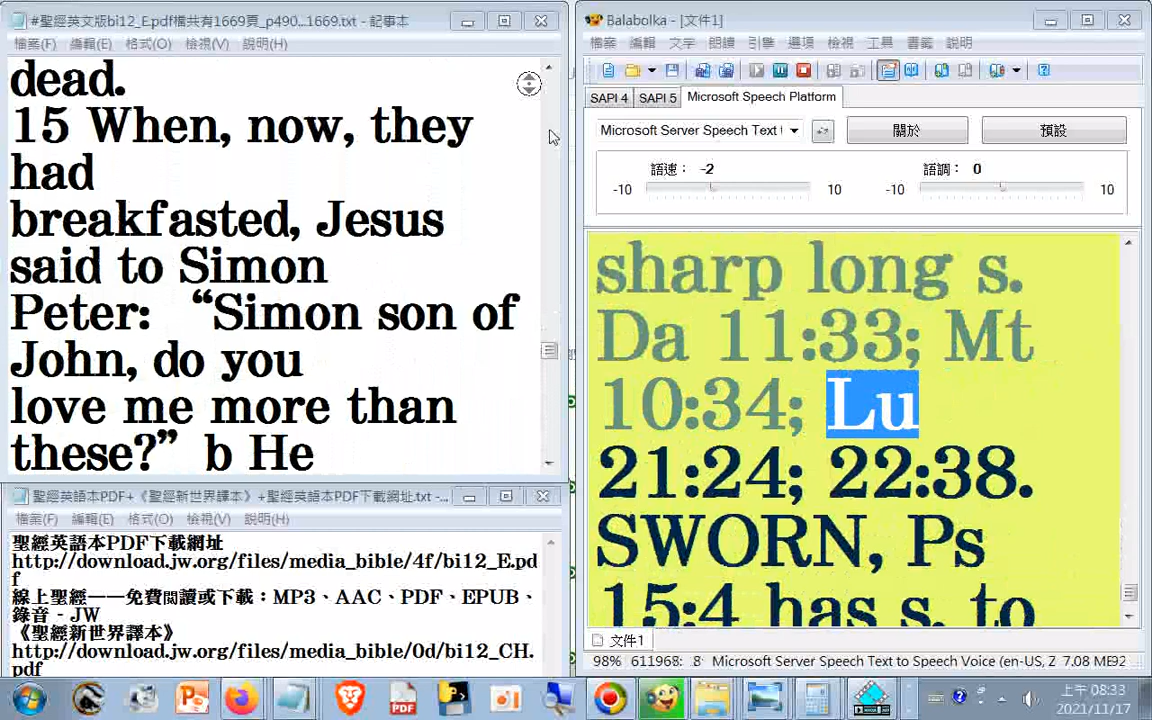 #聖經英文版bi12_E.pdf檔共有1669頁_p490...1669.txt - 記事本
檔案(F) 編輯(E) 格式(O) 檢視(V) 說明(H)
dead.
15 When, now, they
had
breakfasted, Jesus
said to Simon
Peter: “Simon son of
John, do you
love me more than
these?” b He
聖經英語本PDF+《聖經新世界譯本》+聖經英語本PDF下載網址.txt -...
檔案(F) 編輯(E) 格式(O) 檢視(V) 說明(H)
聖經英語本PDF下載網址
http://download.jw.org/files/media_bible/4f/bi12_E.pd
f
線上聖經——免費閱讀或下載：MP3、AAC、PDF、EPUB、
錄音 - JW
《聖經新世界譯本》
http://download.jw.org/files/media_bible/0d/bi12_CH.
pdf
Balabolka - [文件1]
檔案 編輯 文字 朗讀 引擎 選項 檢視 工具 書籤 說明
SAPI 4 SAPI 5 Microsoft Speech Platform
Microsoft Server Speech Text 關於 預設
語速： -2 語調： 0
-10 10 -10 10
sharp long s.
Da 11:33; Mt
10:34; Lu
21:24; 22:38.
SWORN, Ps
15:4 has s. to
文件1
98% Microsoft Server Speech Text to Speech Voice (en-US, Z
上午 08:33
2021/11/17